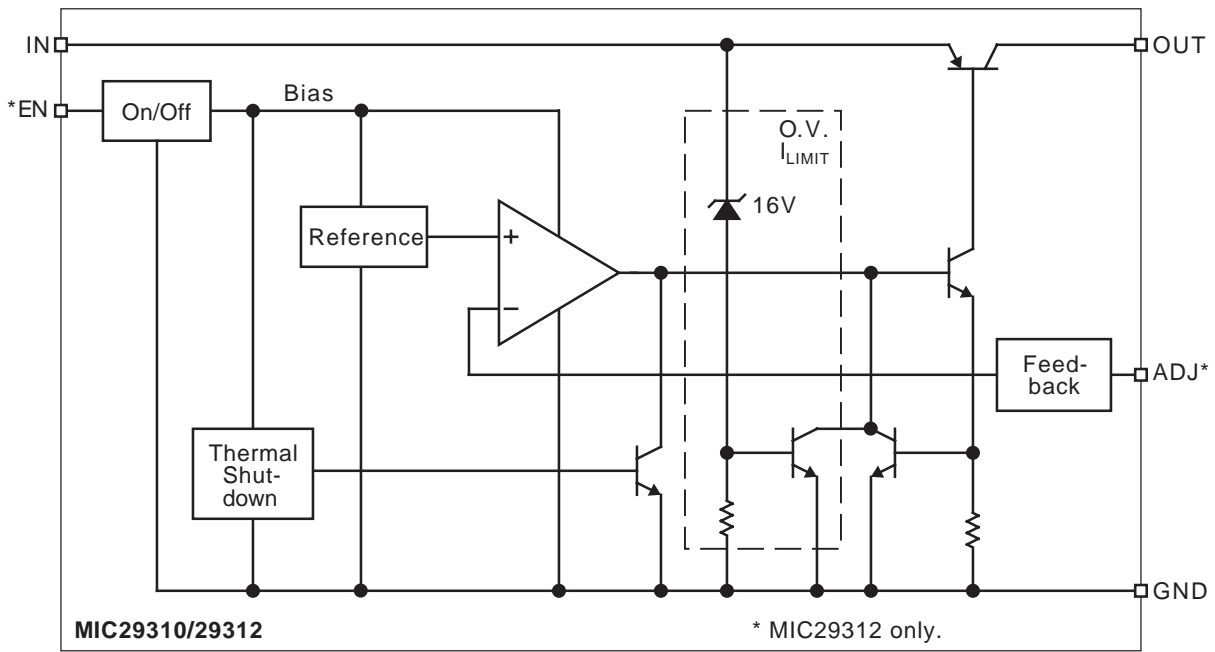 IN
OUT
*EN
On/Off
Bias
O.V.
ILIMIT
16V
Reference
+
−
Feed-
back
ADJ*
Thermal
Shut-
down
GND
MIC29310/29312
* MIC29312 only.